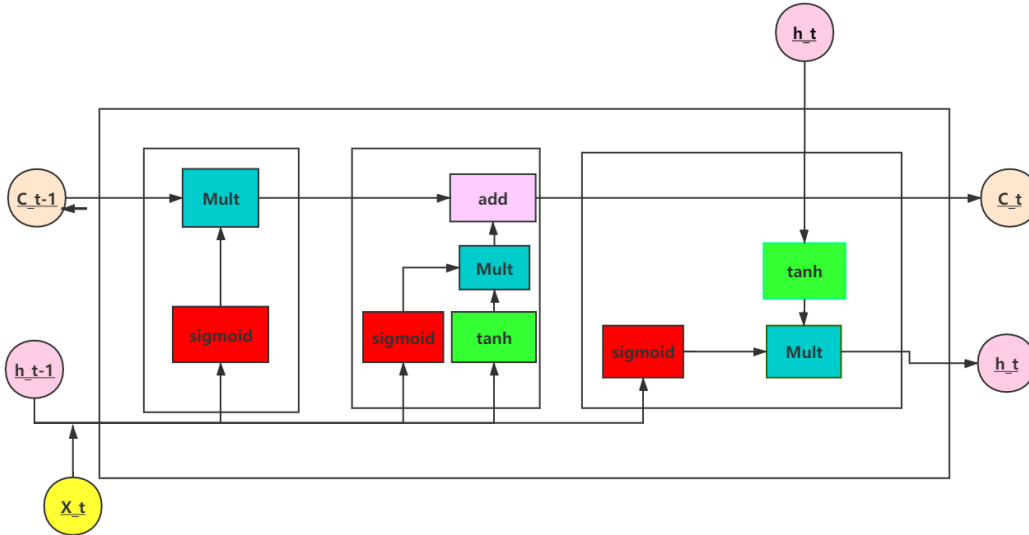 h_t
C_t-1
Mult
add
C_t
Mult
tanh
sigmoid
sigmoid
tanh
sigmoid
Mult
h_t-1
h_t
X_t